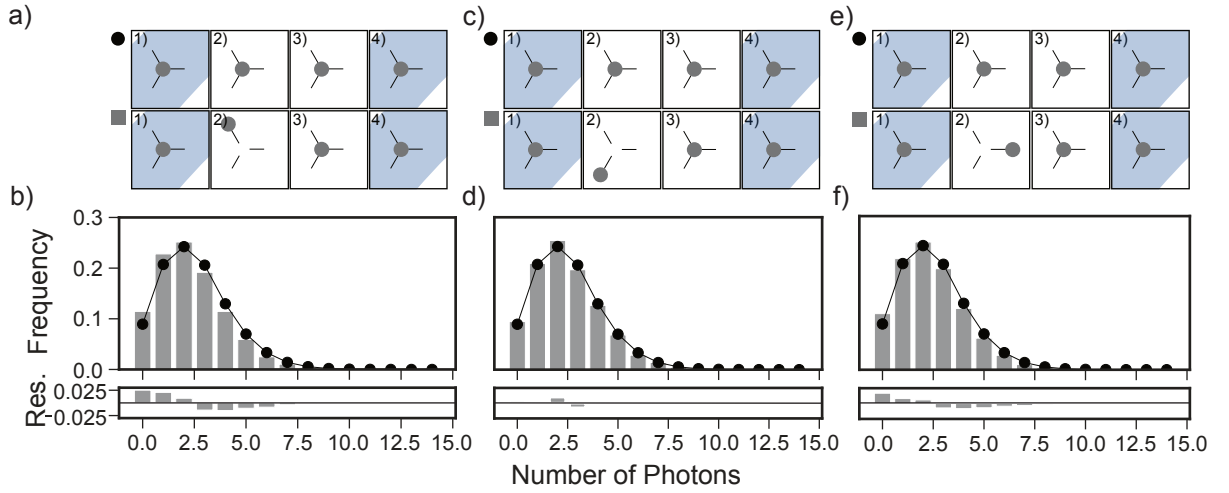 a) c) e)
1) 2) 3) 4) 1) 2) 3) 4) 1) 2) 3) 4)
1) 2) 3) 4) 1) 2) 3) 4) 1) 2) 3) 4)
b) d) f)
0.3
0.2
0.1
0.0
Frequency
0.025
-0.025
Res.
0.0 2.5 5.0 7.5 10.0 12.5 15.0 0.0 2.5 5.0 7.5 10.0 12.5 15.0 0.0 2.5 5.0 7.5 10.0 12.5 15.0
Number of Photons